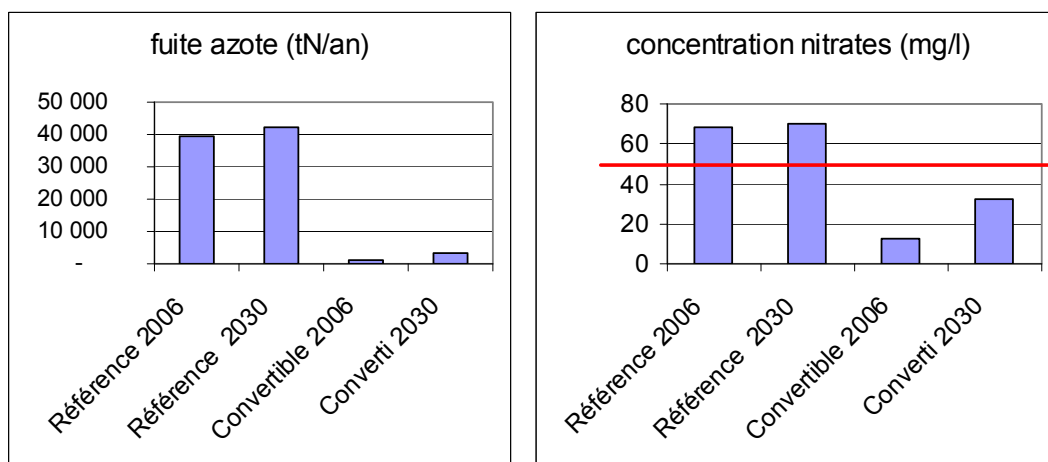 fuite azote (tN/an)
50 000
40 000
30 000
20 000
10 000
-
Référence 2006
Référence 2030
Convertible 2006
Converti 2030
concentration nitrates (mg/l)
80
60
40
20
0
Référence 2006
Référence 2030
Convertible 2006
Converti 2030